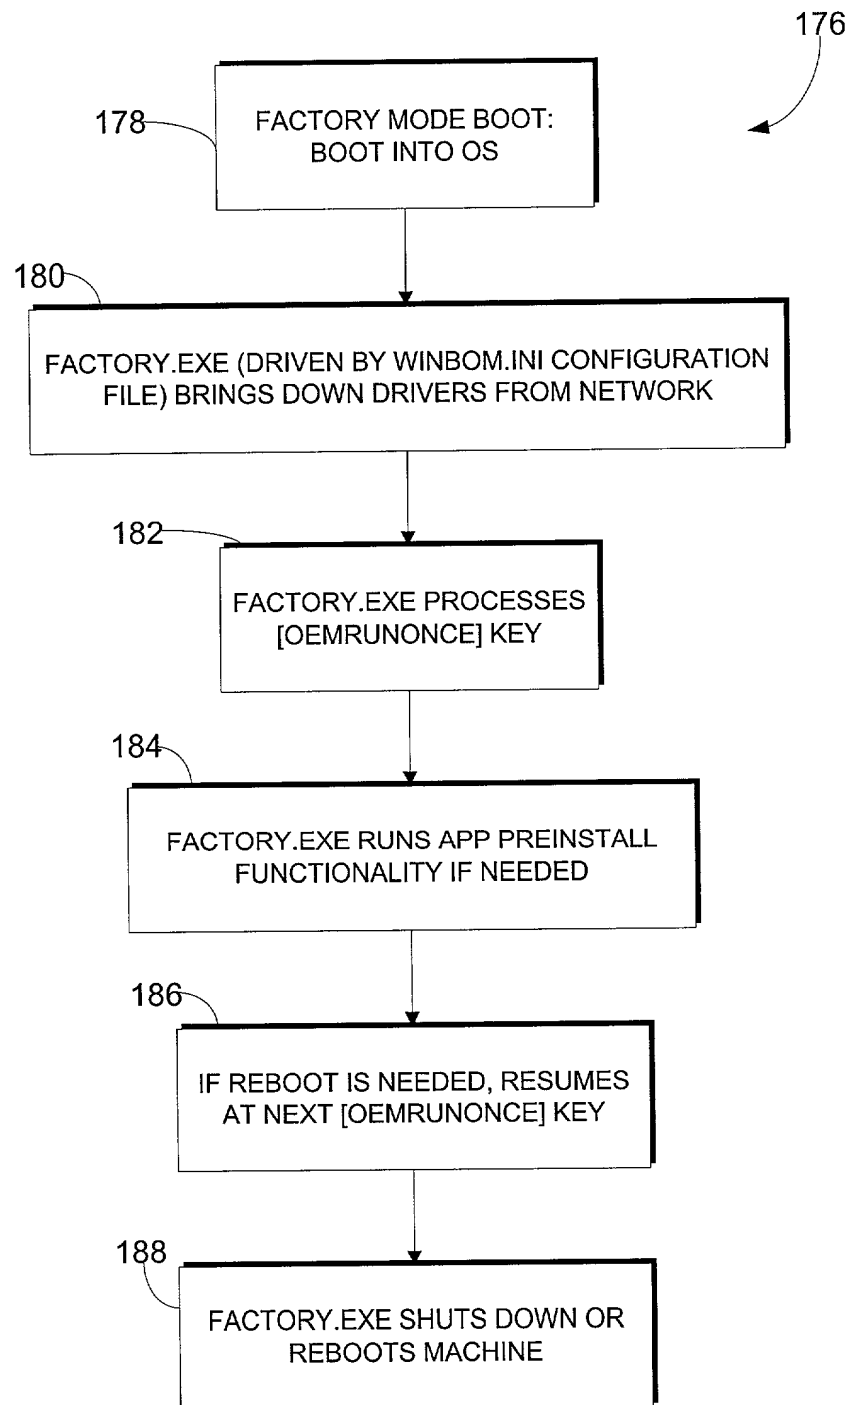 176
178
FACTORY MODE BOOT:
BOOT INTO OS
180
FACTORY.EXE (DRIVEN BY WINBOM.INI CONFIGURATION
FILE) BRINGS DOWN DRIVERS FROM NETWORK
182
FACTORY.EXE PROCESSES
[OEMRUNONCE] KEY
184
FACTORY.EXE RUNS APP PREINSTALL
FUNCTIONALITY IF NEEDED
186
IF REBOOT IS NEEDED, RESUMES
AT NEXT [OEMRUNONCE] KEY
188
FACTORY.EXE SHUTS DOWN OR
REBOOTS MACHINE